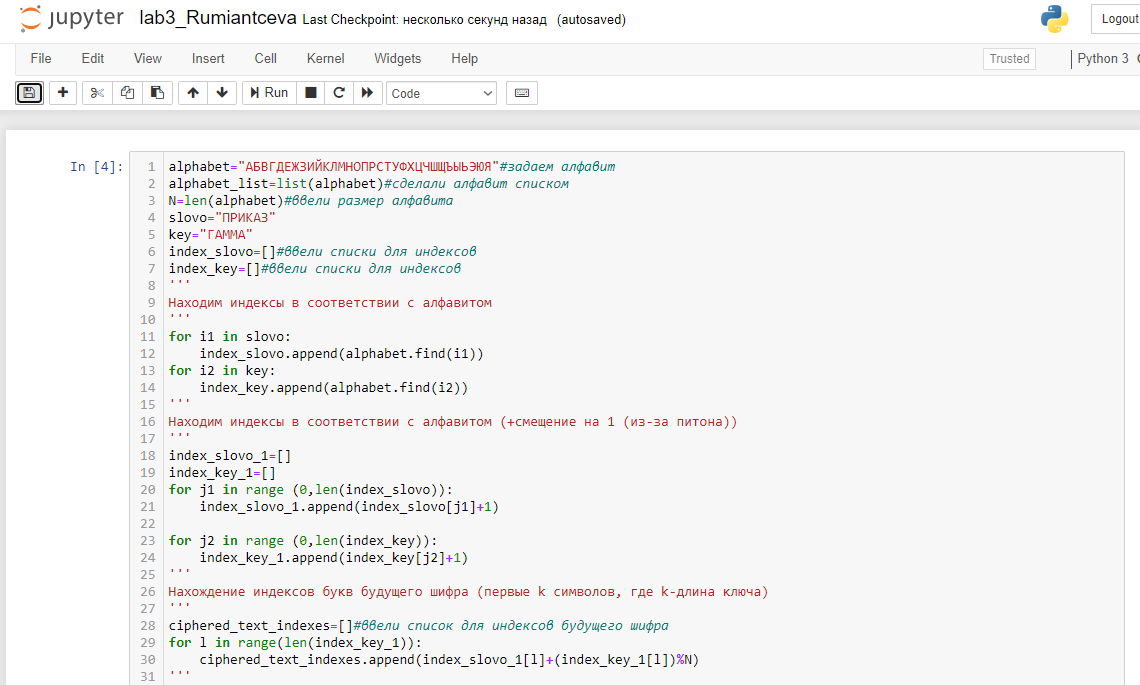 jupyter lab3_Rumiantceva Last Checkpoint: несколько секунд назад (autosaved)
Logout
File Edit View Insert Cell Kernel Widgets Help
Trusted
Python 3
Run
Code
In [4]:
1 alphabet="АБВГДЕЖЗИЙКЛМНОПРСТУФХЦЧШЩЪЫЬЭЮЯ"#задаем алфавит
2 alphabet_list=list(alphabet)#сделали алфавит списком
3 N=len(alphabet)#ввели размер алфавита
4 slovo="ПРИКАЗ"
5 key="ГАММА"
6 index_slovo=[]#ввели списки для индексов
7 index_key=[]#ввели списки для индексов
8 '''
9 Находим индексы в соответствии с алфавитом
10 '''
11 for i1 in slovo:
12     index_slovo.append(alphabet.find(i1))
13 for i2 in key:
14     index_key.append(alphabet.find(i2))
15 '''
16 Находим индексы в соответствии с алфавитом (+смещение на 1 (из-за питона))
17 '''
18 index_slovo_1=[]
19 index_key_1=[]
20 for j1 in range (0,len(index_slovo)):
21     index_slovo_1.append(index_slovo[j1]+1)
22
23 for j2 in range (0,len(index_key)):
24     index_key_1.append(index_key[j2]+1)
25 '''
26 Нахождение индексов букв будущего шифра (первые k символов, где k-длина ключа)
27 '''
28 ciphered_text_indexes=[]#ввели список для индексов будущего шифра
29 for l in range(len(index_key_1)):
30     ciphered_text_indexes.append(index_slovo_1[l]+(index_key_1[l])%N)
31 '''